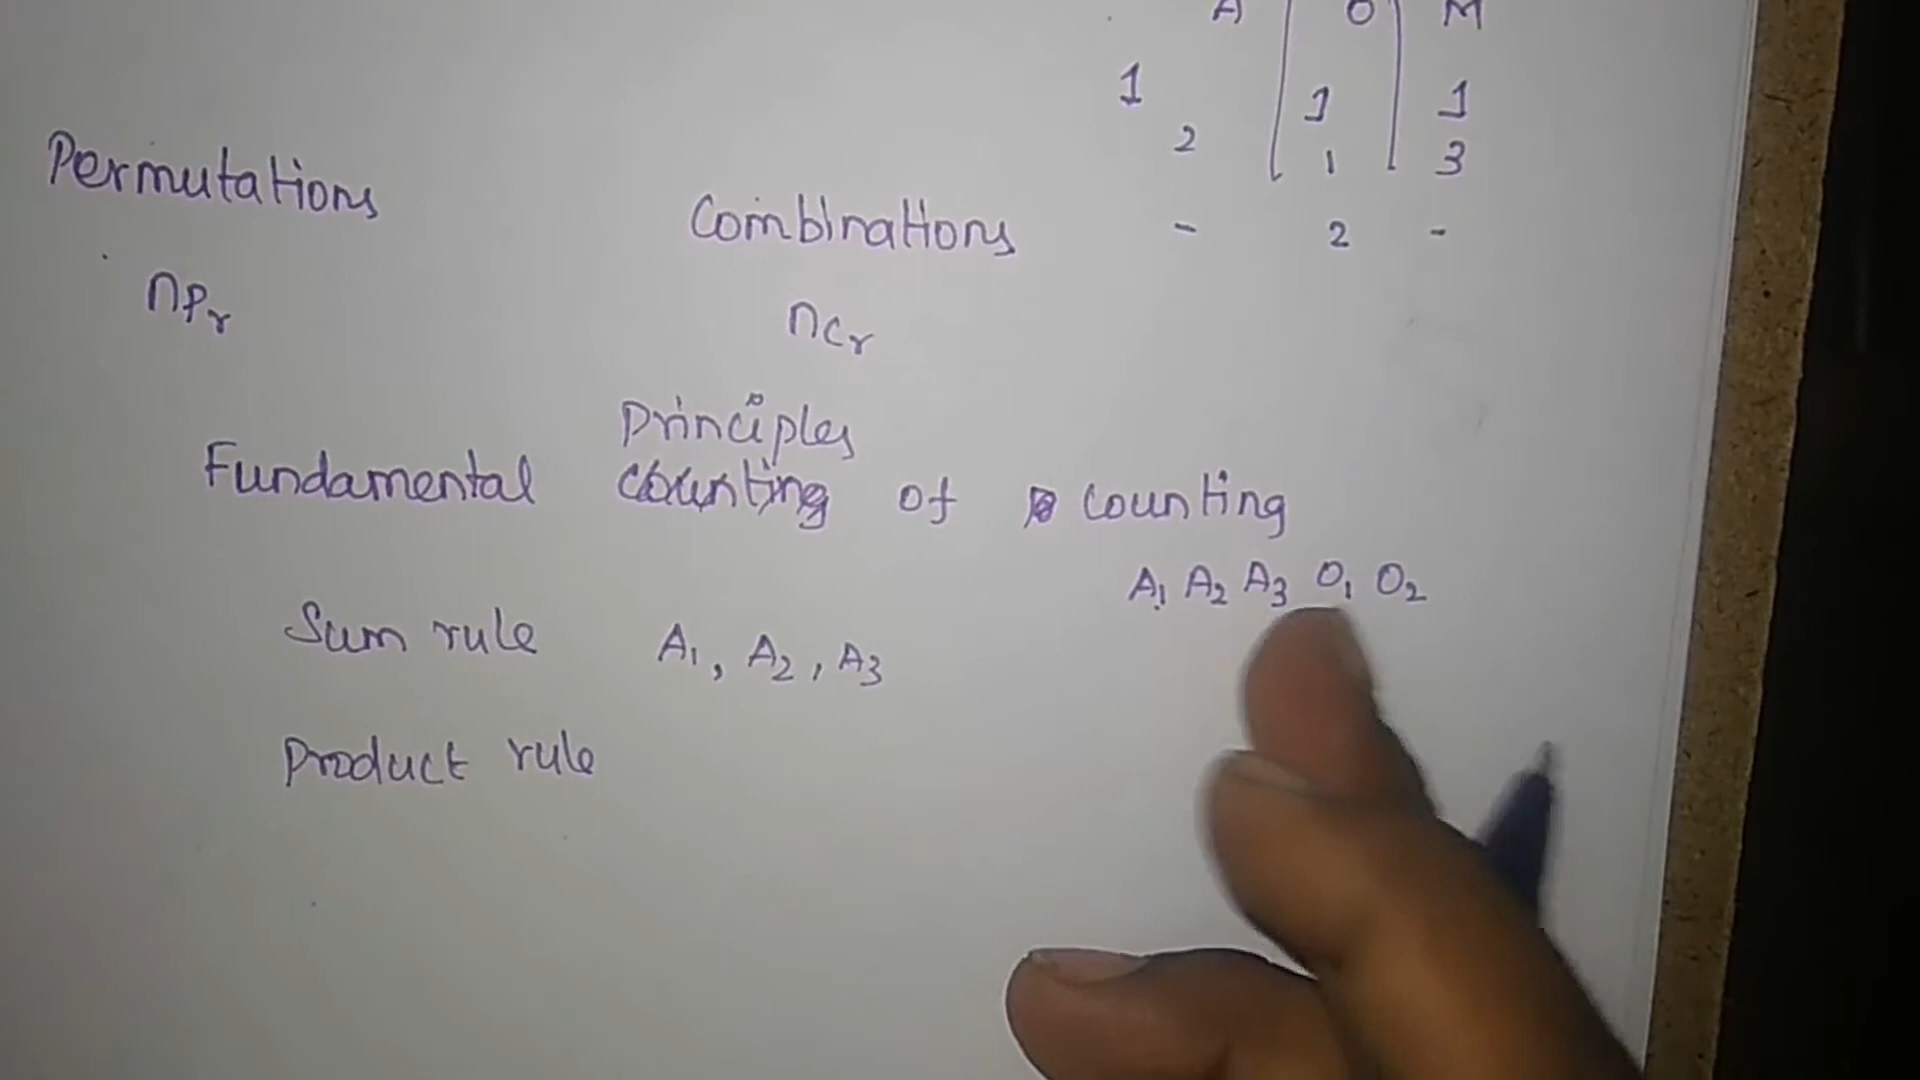 A O M
1 1 1
2 1 3
- 2 -
Permutations
Combinations
nPr
nCr
Principles
Fundamental counting of counting
A1 A2 A3 O1 O2
Sum rule A1, A2, A3
Product rule